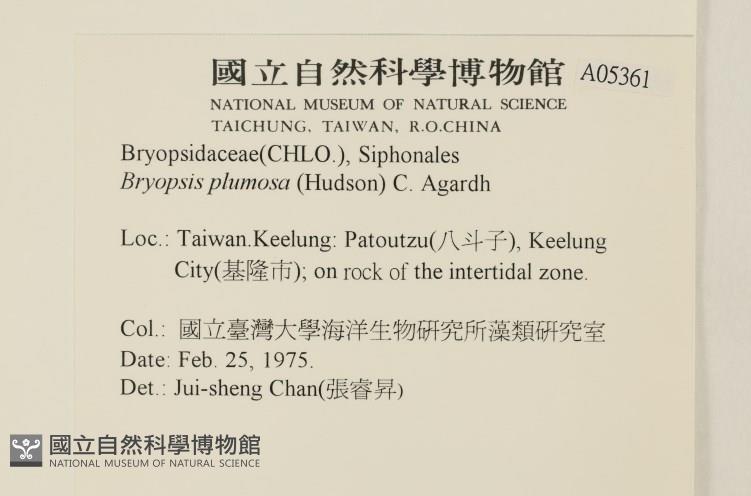 國立自然科學博物館 A05361
NATIONAL MUSEUM OF NATURAL SCIENCE
TAICHUNG, TAIWAN, R.O.CHINA
Bryopsidaceae(CHLO.), Siphonales
Bryopsis plumosa (Hudson) C. Agardh
Loc.: Taiwan.Keelung: Patoutzu(八斗子), Keelung
City(基隆市); on rock of the intertidal zone.
Col.: 國立臺灣大學海洋生物研究所藻類研究室
Date: Feb. 25, 1975.
Det.: Jui-sheng Chan(張睿昇)
國立自然科學博物館
NATIONAL MUSEUM OF NATURAL SCIENCE